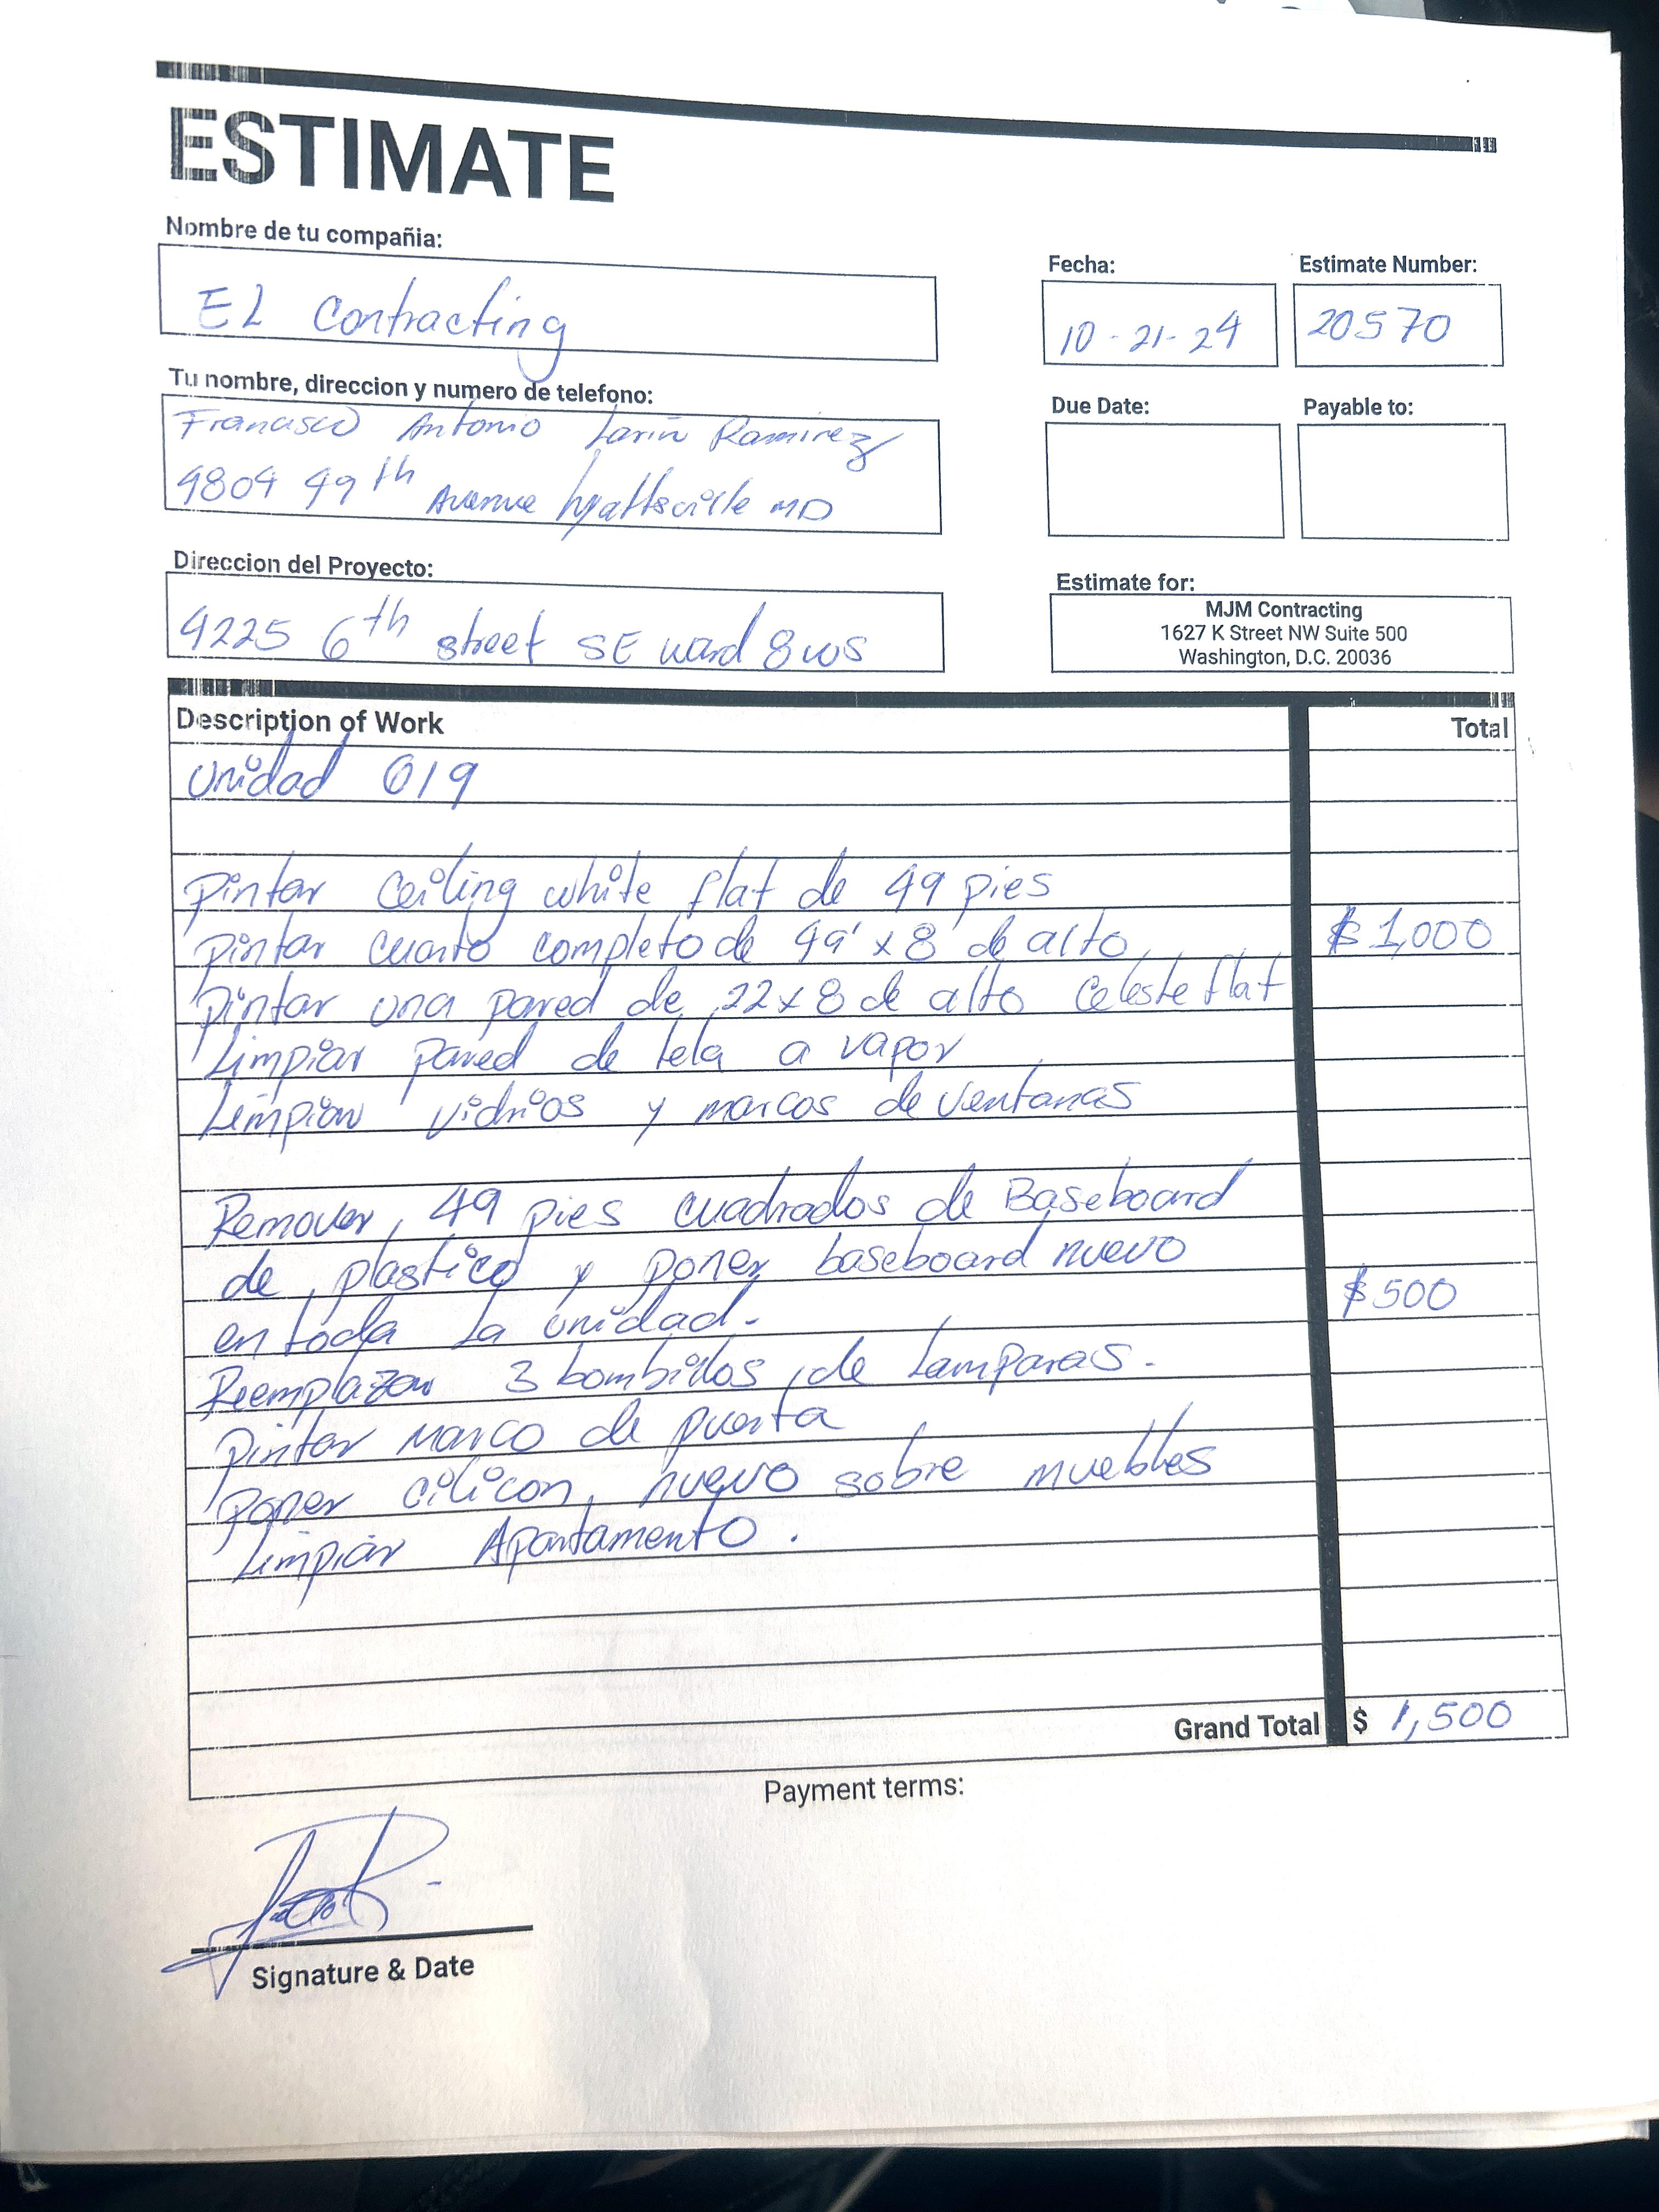 ESTIMATE
Nombre de tu compañia:
EL Contracting
Fecha:
10-21-24
Estimate Number:
20570
Tu nombre, direccion y numero de telefono:
Francisco Antonio Larin Ramirez
4804 49th Avenue Hyattsville MD
Due Date:
Payable to:
Direccion del Proyecto:
4225 6th street SE ward 8 WS
Estimate for:
MJM Contracting
1627 K Street NW Suite 500
Washington, D.C. 20036
Description of Work Total
Unidad 619
Pintar Ceiling white flat de 49 pies
Pintar cuarto completo de 49' x 8' de alto $1,000
Pintar una pared de 22x8 de alto Celeste flat
Limpiar pared de tela a vapor
Limpiar vidrios y marcos de ventanas
Remover 49 pies cuadrados de Baseboard
de plastico y poner baseboard nuevo
en toda la unidad. $500
Reemplazar 3 bombidos de Lamparas.
Pintar marco de puerta
Poner cilicon nuevo sobre muebles
Limpiar Apartamento.
Grand Total $ 1,500
Payment terms:
Signature & Date